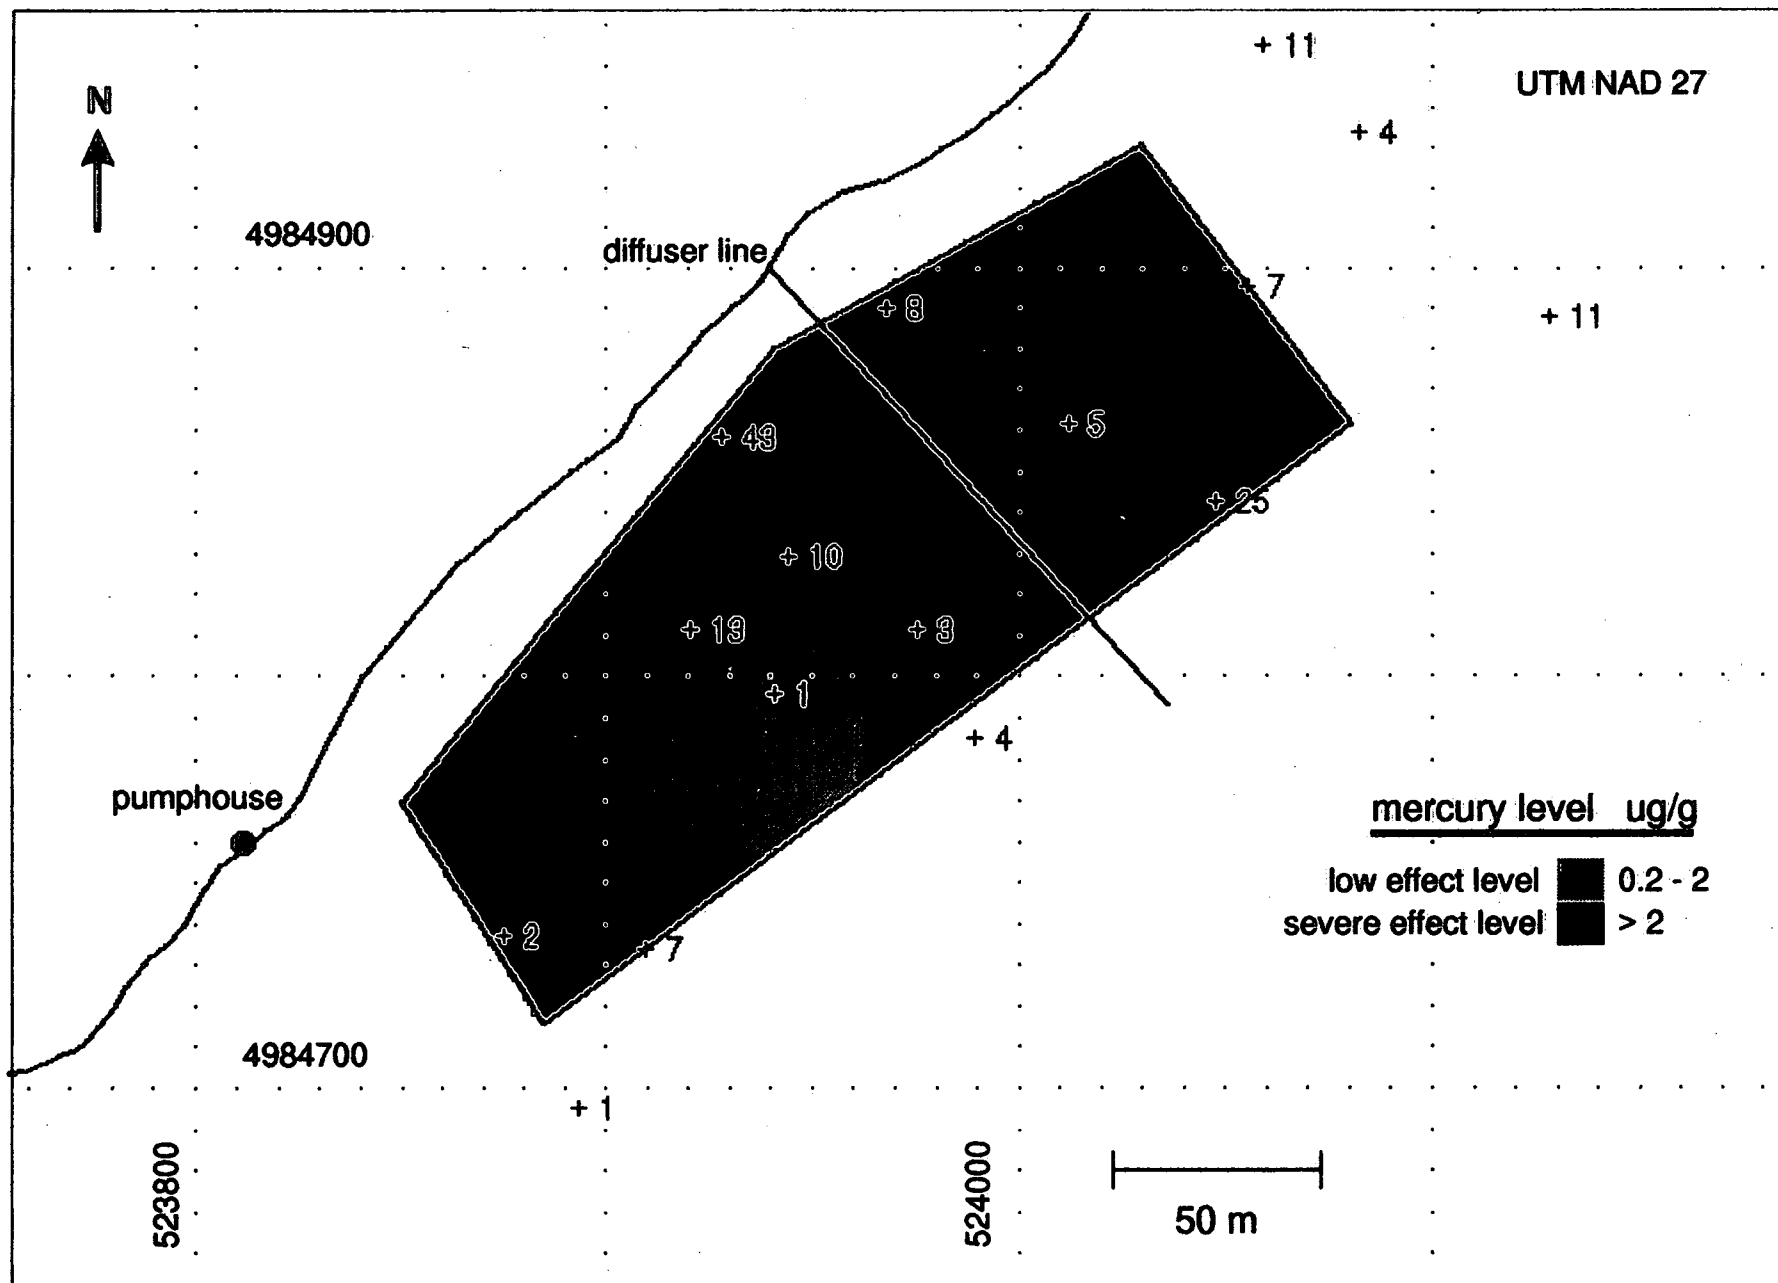 + 11
UTM NAD 27
N
+ 4
4984900
diffuser line
+ 7
+ 8
+ 11
+ 43
+ 5
+ 25
+ 10
+ 13
+ 3
+ 1
+ 4
pumphouse
mercury level ug/g
low effect level 0.2 - 2
severe effect level > 2
+ 2
+ 7
4984700
+ 1
523800
524000
50 m